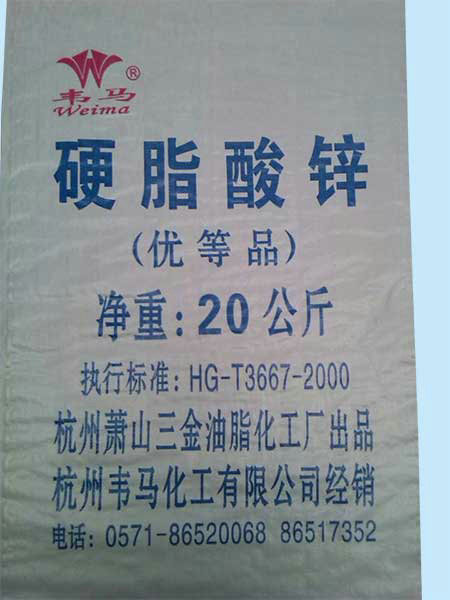 W®
韦马
Weima
硬脂酸锌
(优等品)
净重:20公斤
执行标准:HG-T3667-2000
杭州萧山三金油脂化工厂出品
杭州韦马化工有限公司经销
电话:0571-86520068 86517352